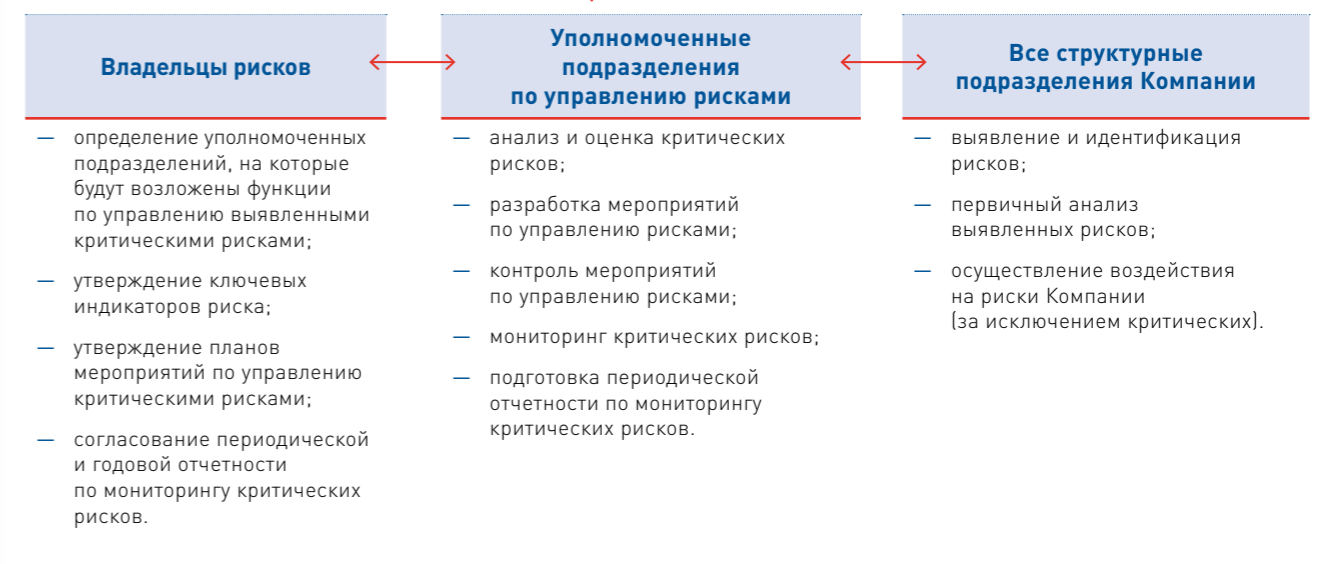 Владельцы рисков
— определение уполномоченных
подразделений, на которые
будут возложены функции
по управлению выявленными
критическими рисками;
— утверждение ключевых
индикаторов риска;
— утверждение планов
мероприятий по управлению
критическими рисками;
— согласование периодической
и годовой отчетности
по мониторингу критических
рисков.
Уполномоченные
подразделения
по управлению рисками
— анализ и оценка критических
рисков;
— разработка мероприятий
по управлению рисками;
— контроль мероприятий
по управлению рисками;
— мониторинг критических рисков;
— подготовка периодической
отчетности по мониторингу
критических рисков.
Все структурные
подразделения Компании
— выявление и идентификация
рисков;
— первичный анализ
выявленных рисков;
— осуществление воздействия
на риски Компании
(за исключением критических).